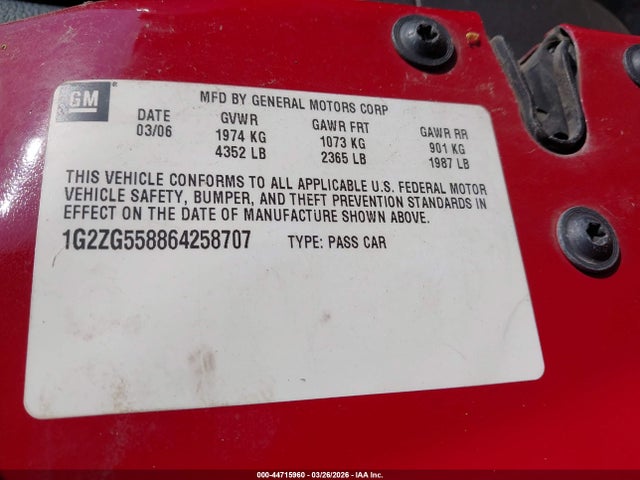 GM ®
MFD BY GENERAL MOTORS CORP
DATE GVWR GAWR FRT GAWR RR
03/06 1974 KG 1073 KG 901 KG
4352 LB 2365 LB 1987 LB
THIS VEHICLE CONFORMS TO ALL APPLICABLE U.S. FEDERAL MOTOR
VEHICLE SAFETY, BUMPER, AND THEFT PREVENTION STANDARDS IN
EFFECT ON THE DATE OF MANUFACTURE SHOWN ABOVE.
1G2ZG558864258707 TYPE: PASS CAR
000-44715960 | 03/26/2026 | IAA Inc.